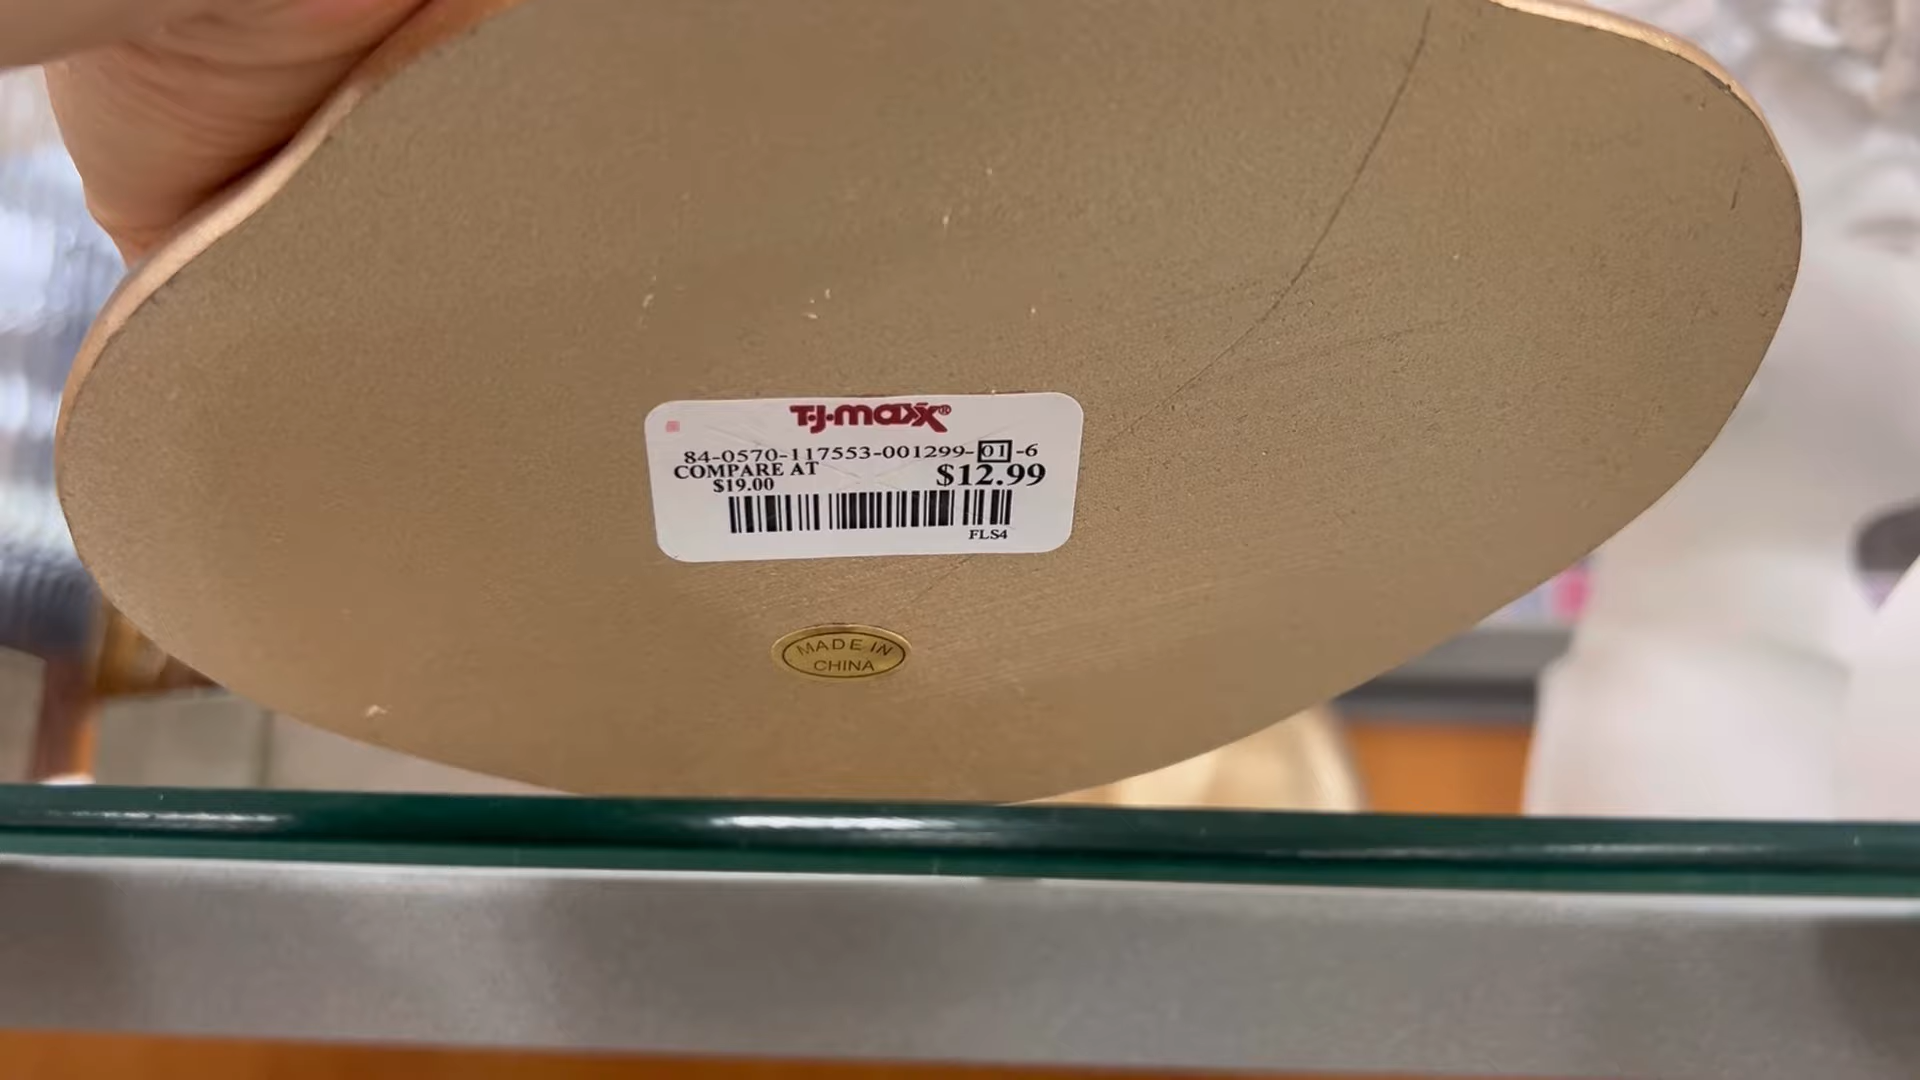 T·J·maxx®
84-0570-117553-001299-01-6
COMPARE AT
$19.00
$12.99
FLS4
MADE IN
CHINA